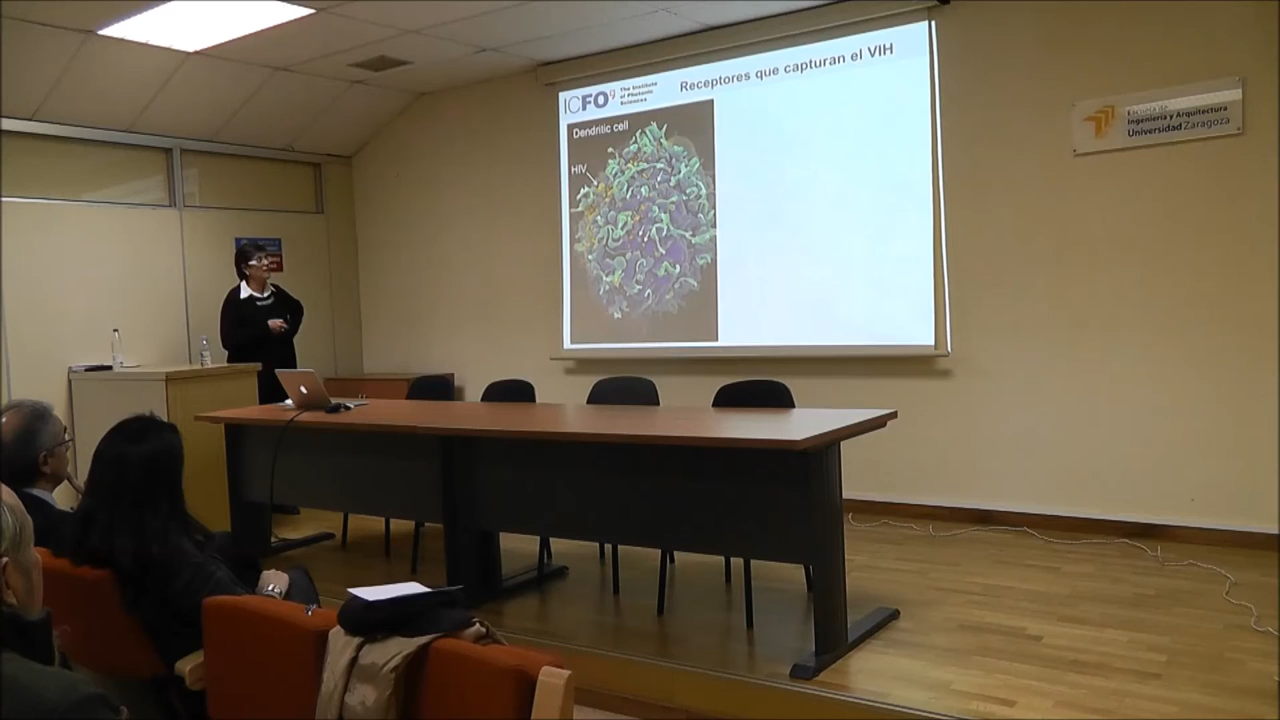 ICFO
The Institute
of Photonic
Sciences
Receptores que capturan el VIH
Dendritic cell
HIV
Escuela de
Ingeniería y Arquitectura
Universidad Zaragoza